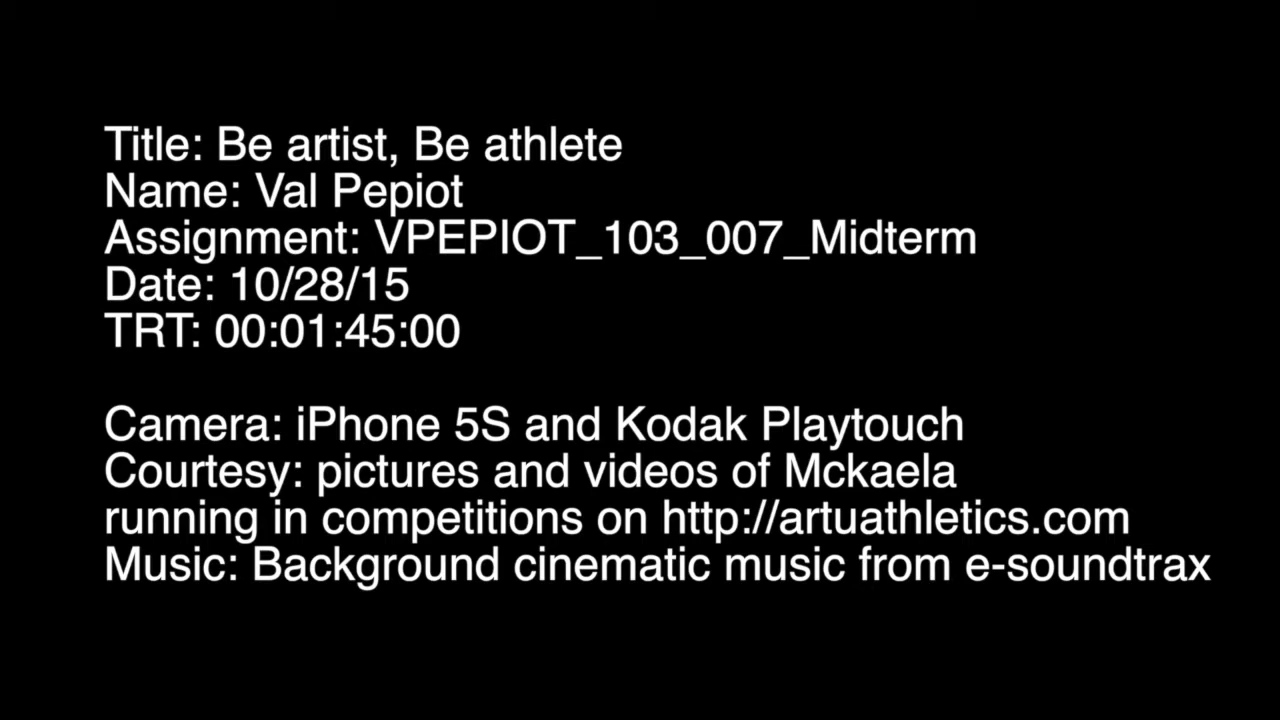 Title: Be artist, Be athlete
Name: Val Pepiot
Assignment: VPEPIOT_103_007_Midterm
Date: 10/28/15
TRT: 00:01:45:00
Camera: iPhone 5S and Kodak Playtouch
Courtesy: pictures and videos of Mckaela
running in competitions on http://artuathletics.com
Music: Background cinematic music from e-soundtrax